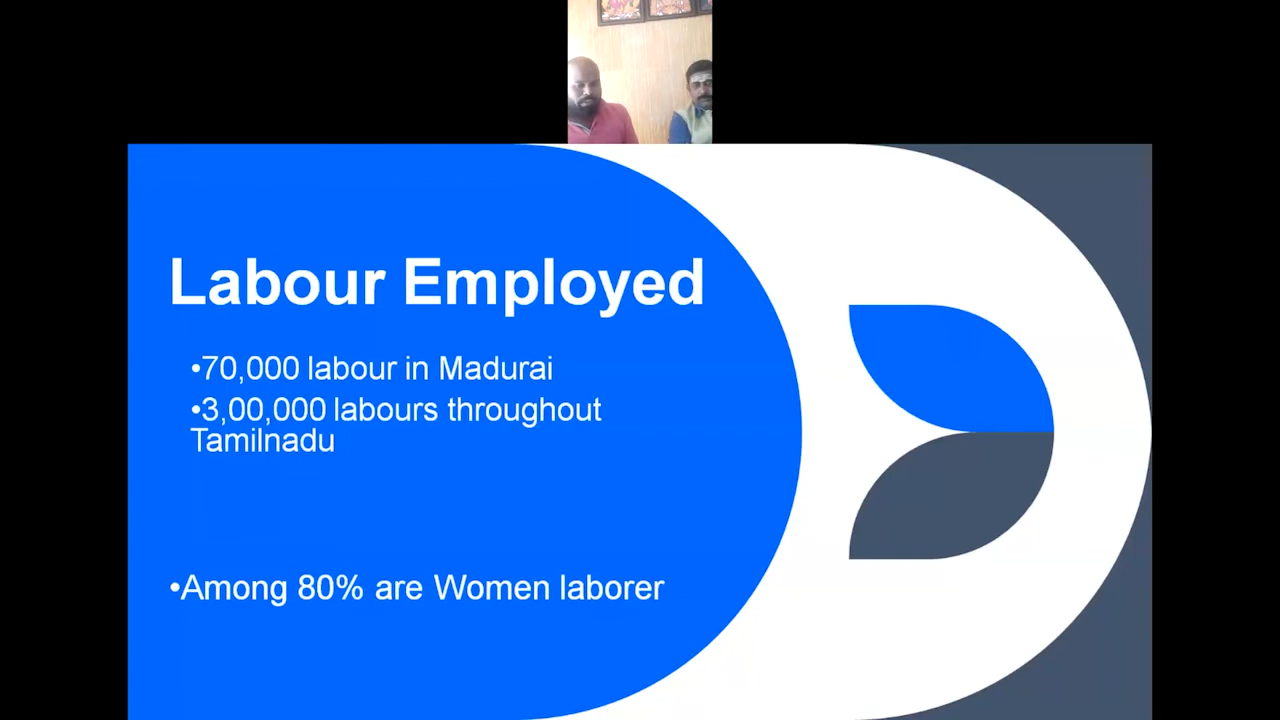 Labour Employed
•70,000 labour in Madurai
•3,00,000 labours throughout
Tamilnadu
•Among 80% are Women laborer